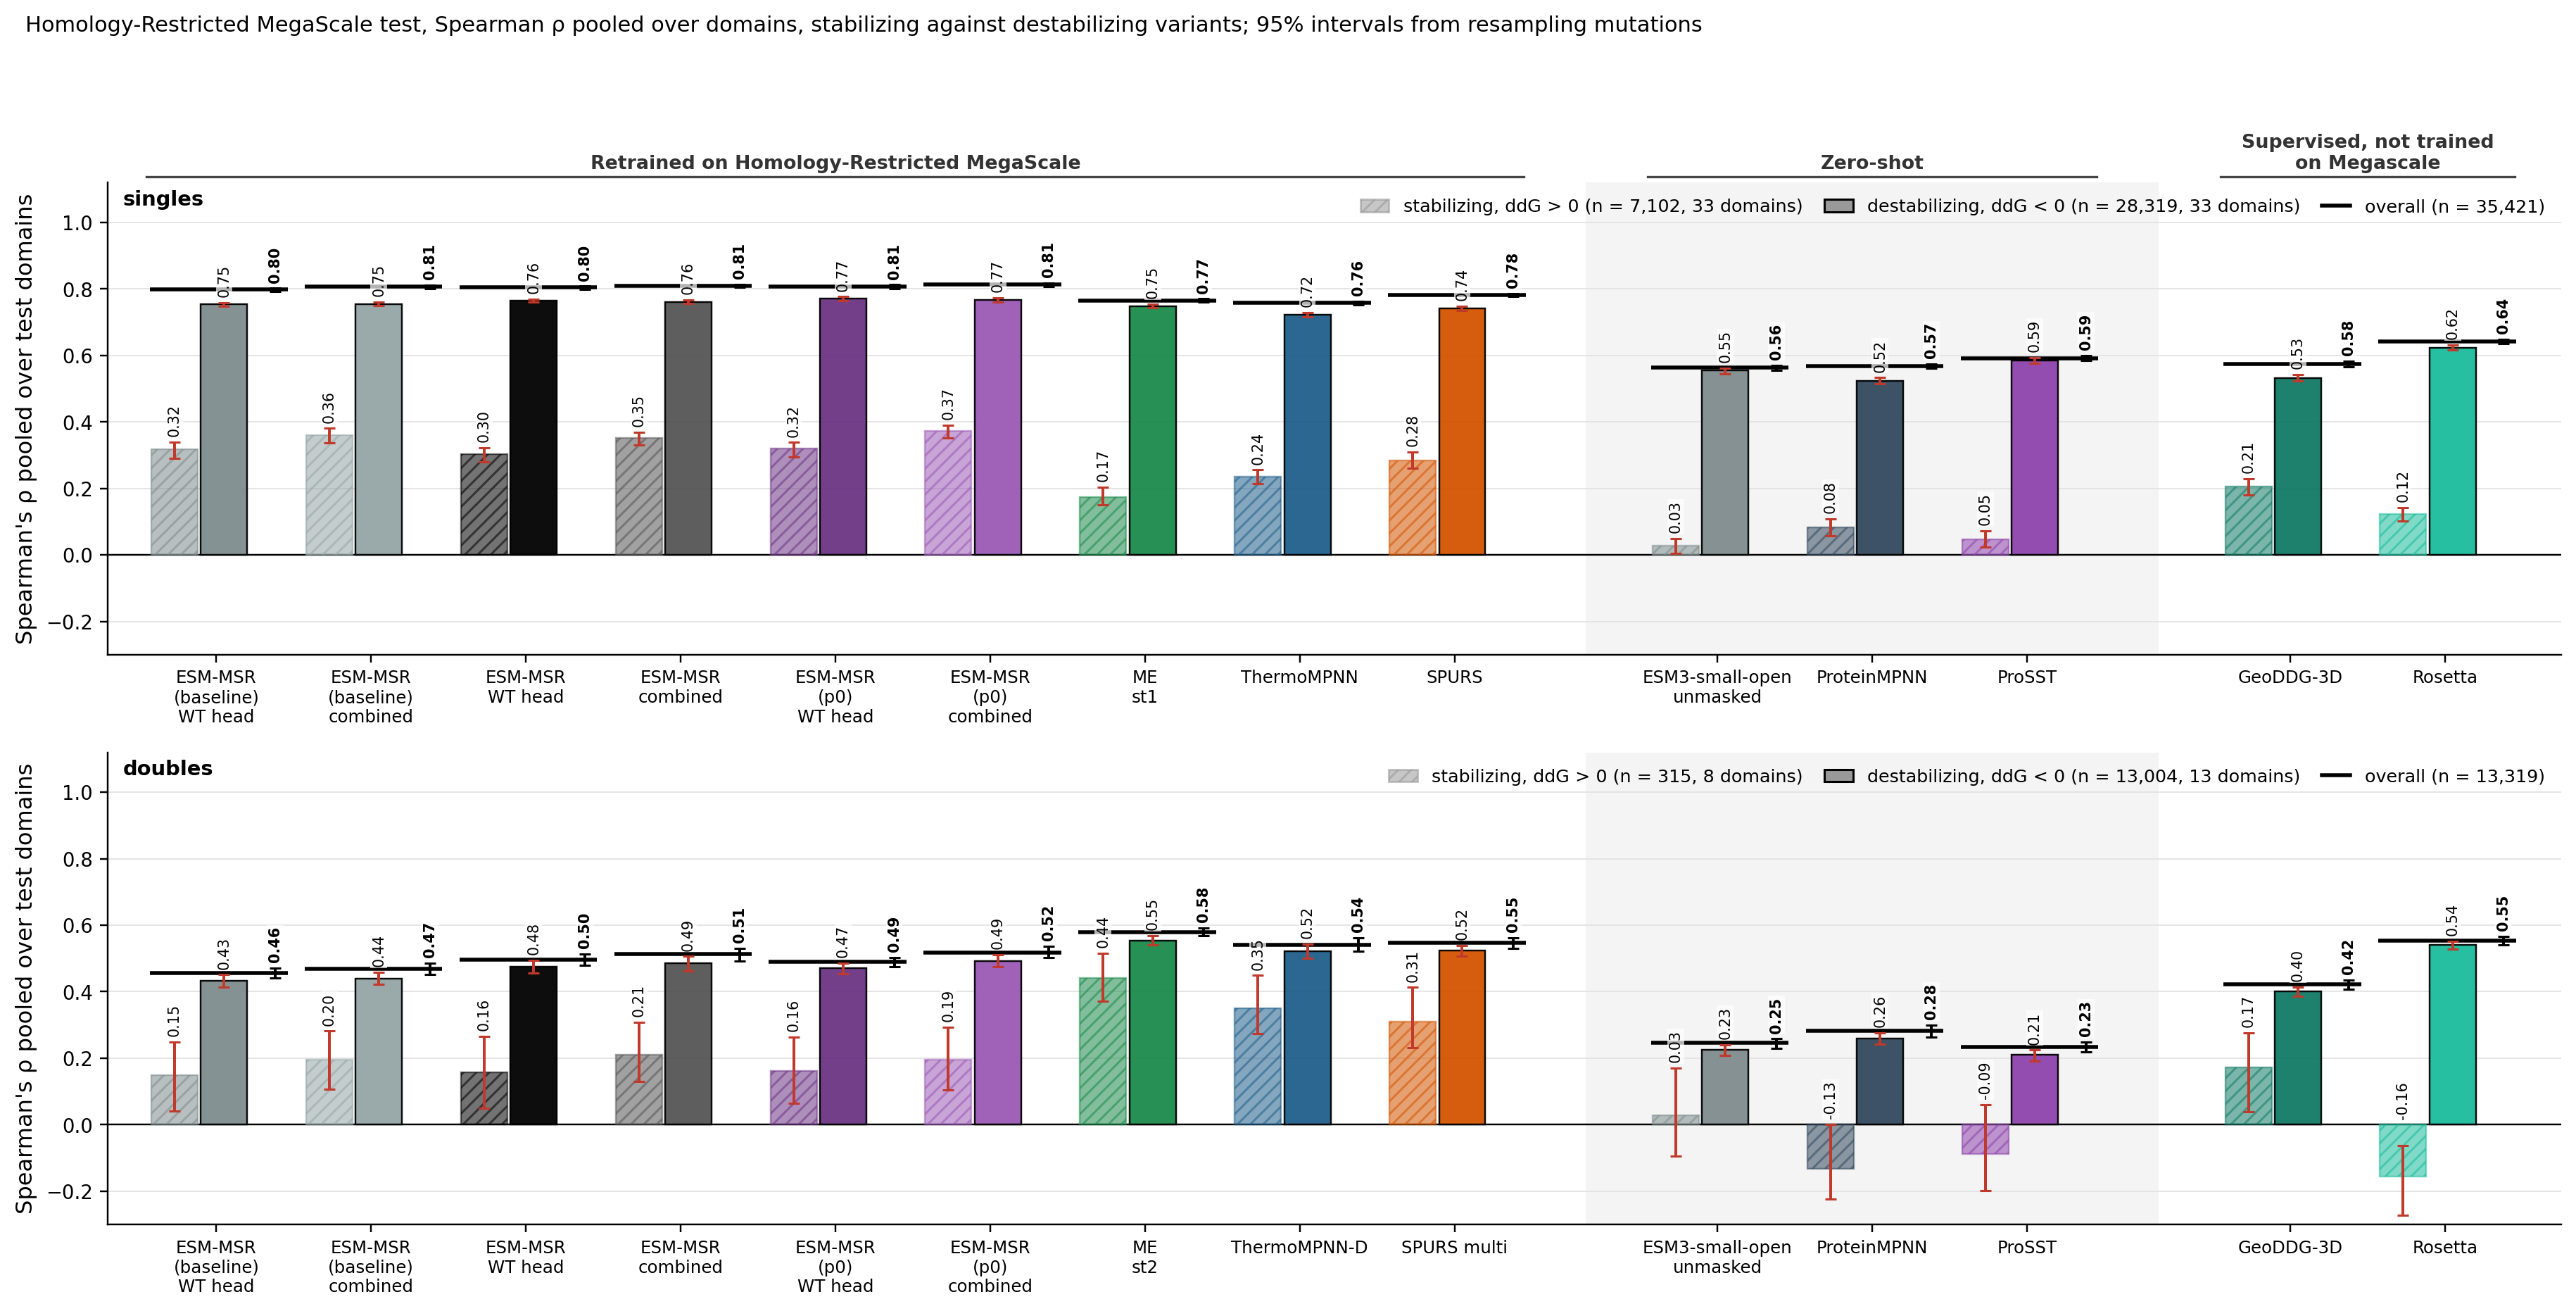 Homology-Restricted MegaScale test, Spearman ρ pooled over domains, stabilizing against destabilizing variants; 95% intervals from resampling mutations
Retrained on Homology-Restricted MegaScale
Zero-shot
Supervised, not trained
on Megascale
singles
stabilizing, ddG > 0 (n = 7,102, 33 domains)
destabilizing, ddG < 0 (n = 28,319, 33 domains)
overall (n = 35,421)
Spearman's ρ pooled over test domains
1.0
0.8
0.6
0.4
0.2
0.0
−0.2
0.32 0.75 0.80
0.36 0.75 0.81
0.30 0.76 0.80
0.35 0.76 0.81
0.32 0.77 0.81
0.37 0.77 0.81
0.17 0.75 0.77
0.24 0.72 0.76
0.28 0.74 0.78
0.03 0.55 0.56
0.08 0.52 0.57
0.05 0.59 0.59
0.21 0.53 0.58
0.12 0.62 0.64
ESM-MSR
(baseline)
WT head
ESM-MSR
(baseline)
combined
ESM-MSR
WT head
ESM-MSR
combined
ESM-MSR
(p0)
WT head
ESM-MSR
(p0)
combined
ME
st1
ThermoMPNN
SPURS
ESM3-small-open
unmasked
ProteinMPNN
ProSST
GeoDDG-3D
Rosetta
doubles
stabilizing, ddG > 0 (n = 315, 8 domains)
destabilizing, ddG < 0 (n = 13,004, 13 domains)
overall (n = 13,319)
Spearman's ρ pooled over test domains
1.0
0.8
0.6
0.4
0.2
0.0
−0.2
0.15 0.43 0.46
0.20 0.44 0.47
0.16 0.48 0.50
0.21 0.49 0.51
0.16 0.47 0.49
0.19 0.49 0.52
0.44 0.55 0.58
0.35 0.52 0.54
0.31 0.52 0.55
0.03 0.23 0.25
-0.13 0.26 0.28
-0.09 0.21 0.23
0.17 0.40 0.42
-0.16 0.54 0.55
ESM-MSR
(baseline)
WT head
ESM-MSR
(baseline)
combined
ESM-MSR
WT head
ESM-MSR
combined
ESM-MSR
(p0)
WT head
ESM-MSR
(p0)
combined
ME
st2
ThermoMPNN-D
SPURS multi
ESM3-small-open
unmasked
ProteinMPNN
ProSST
GeoDDG-3D
Rosetta